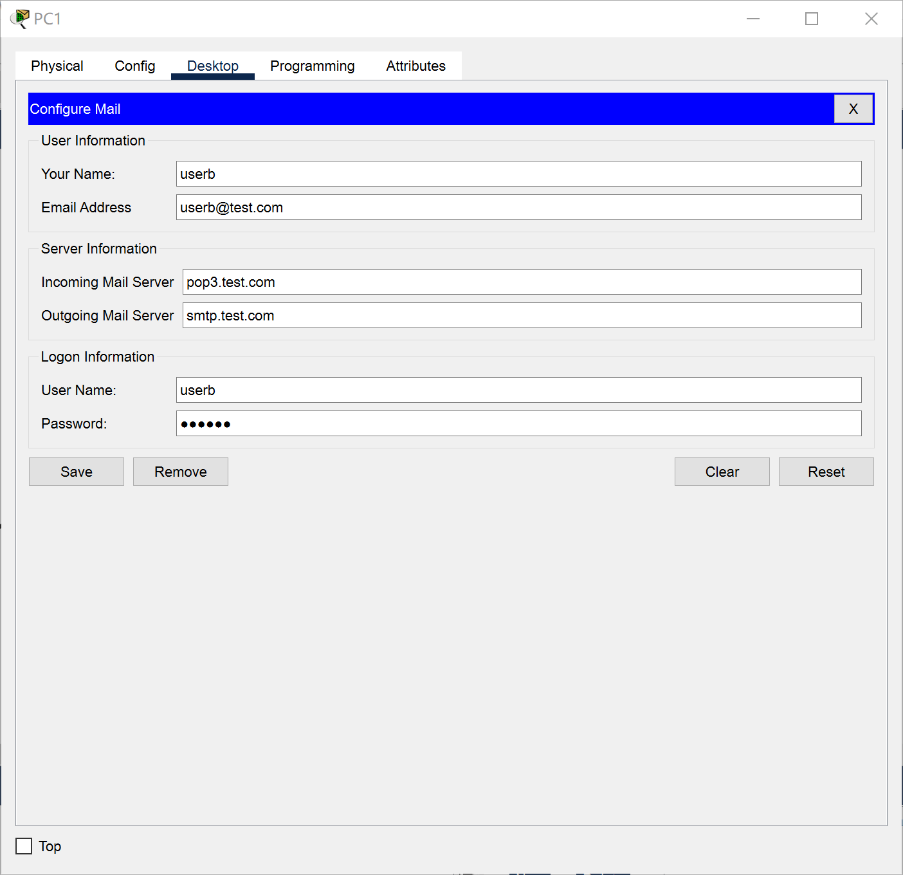 PC1
Physical Config Desktop Programming Attributes
Configure Mail X
User Information
Your Name: userb
Email Address userb@test.com
Server Information
Incoming Mail Server pop3.test.com
Outgoing Mail Server smtp.test.com
Logon Information
User Name: userb
Password: ●●●●●●
Save Remove Clear Reset
Top